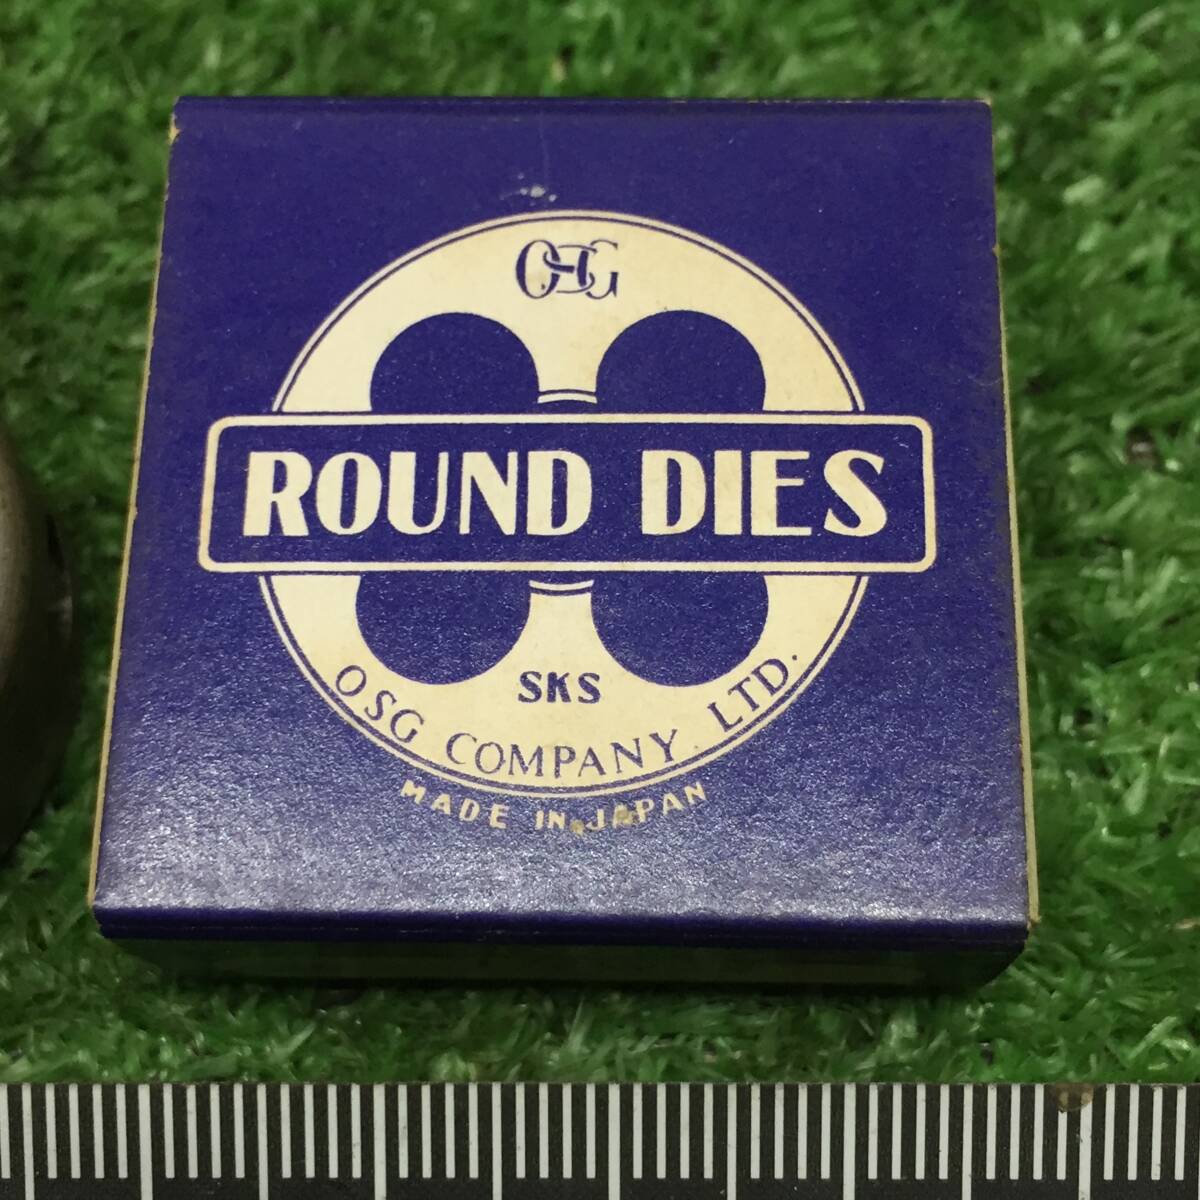 OSG
ROUND DIES
SKS
OSG COMPANY LTD.
MADE IN JAPAN